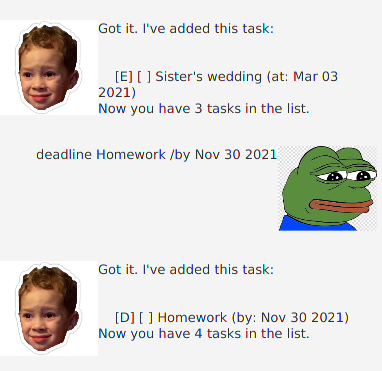 Got it. I've added this task:
[E] [ ] Sister's wedding (at: Mar 03
2021)
Now you have 3 tasks in the list.
deadline Homework /by Nov 30 2021
Got it. I've added this task:
[D] [ ] Homework (by: Nov 30 2021)
Now you have 4 tasks in the list.